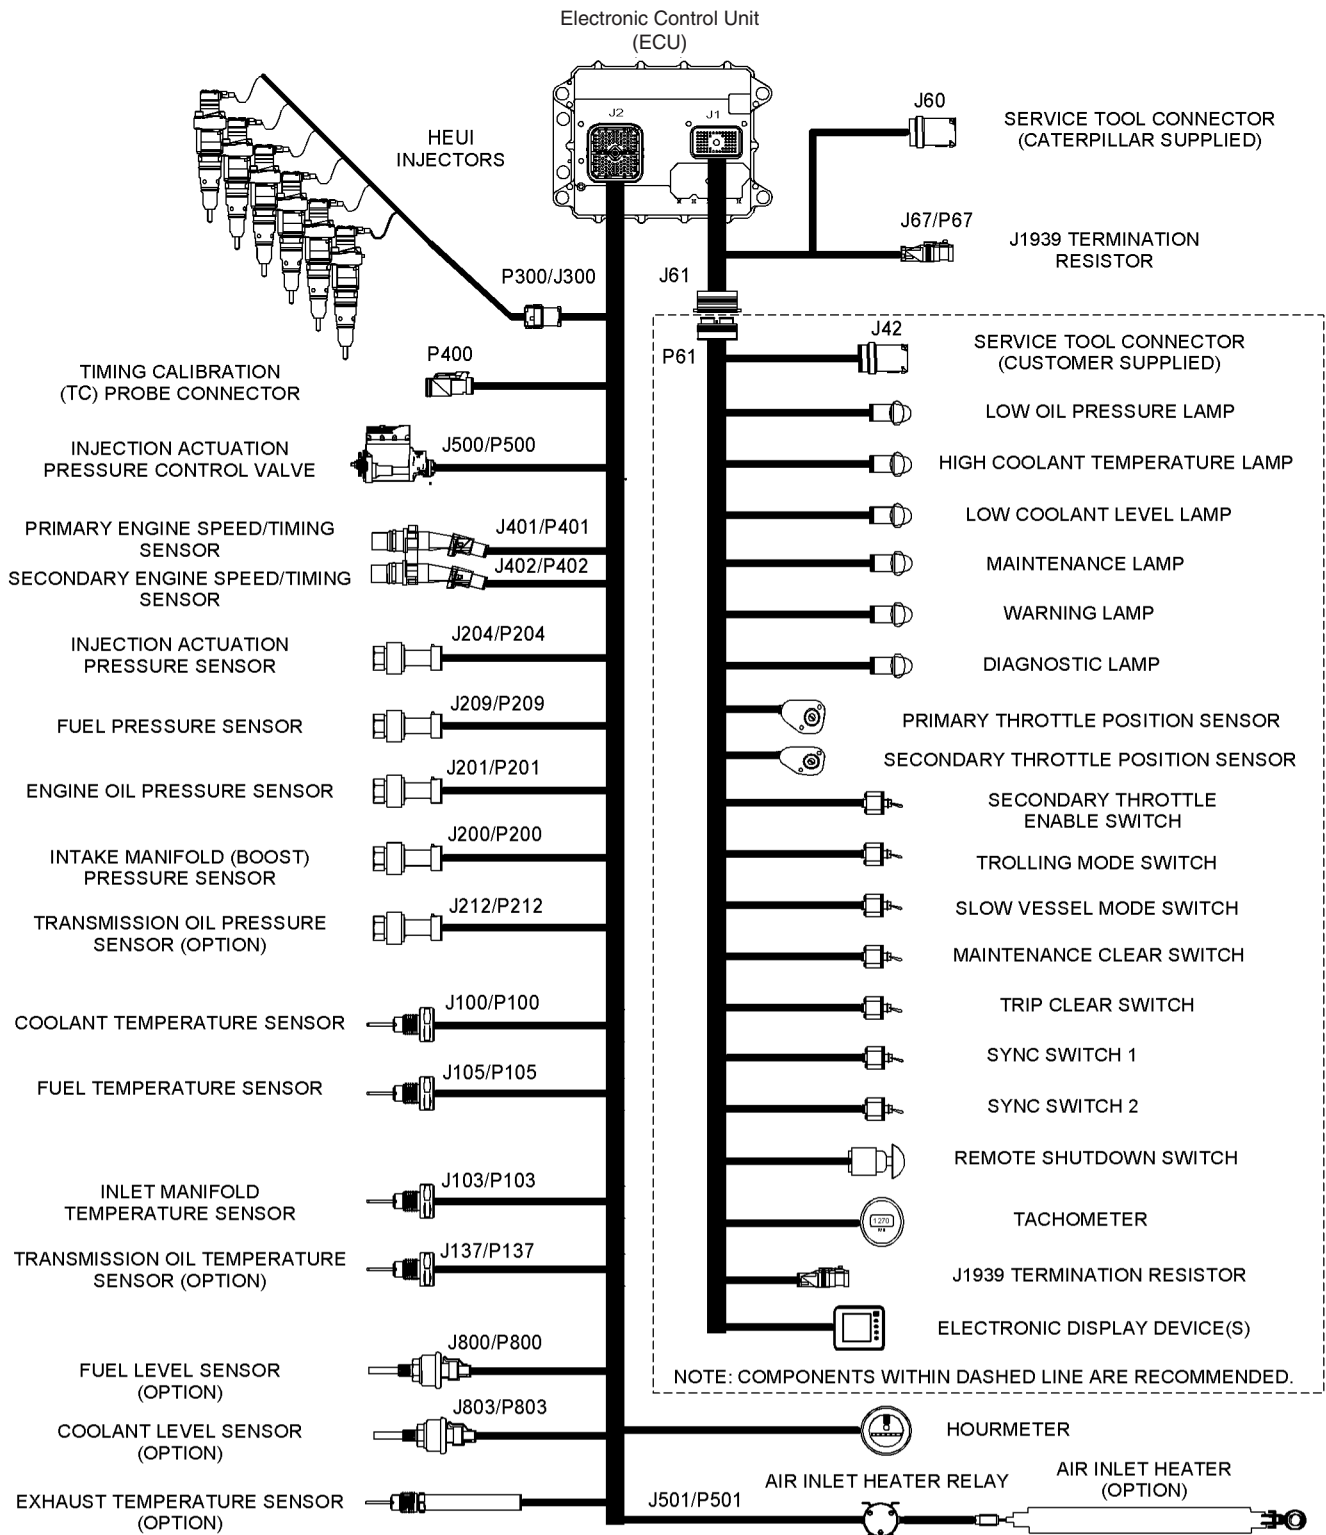 Electronic Control Unit
(ECU)
J2
J1
HEUI
INJECTORS
J60
SERVICE TOOL CONNECTOR
(CATERPILLAR SUPPLIED)
J67/P67
J1939 TERMINATION
RESISTOR
P300/J300
J61
P61
J42
SERVICE TOOL CONNECTOR
(CUSTOMER SUPPLIED)
TIMING CALIBRATION
(TC) PROBE CONNECTOR
P400
LOW OIL PRESSURE LAMP
INJECTION ACTUATION
PRESSURE CONTROL VALVE
J500/P500
HIGH COOLANT TEMPERATURE LAMP
LOW COOLANT LEVEL LAMP
PRIMARY ENGINE SPEED/TIMING
SENSOR
J401/P401
SECONDARY ENGINE SPEED/TIMING
SENSOR
J402/P402
MAINTENANCE LAMP
WARNING LAMP
INJECTION ACTUATION
PRESSURE SENSOR
J204/P204
DIAGNOSTIC LAMP
FUEL PRESSURE SENSOR
J209/P209
PRIMARY THROTTLE POSITION SENSOR
SECONDARY THROTTLE POSITION SENSOR
ENGINE OIL PRESSURE SENSOR
J201/P201
SECONDARY THROTTLE
ENABLE SWITCH
INTAKE MANIFOLD (BOOST)
PRESSURE SENSOR
J200/P200
TROLLING MODE SWITCH
TRANSMISSION OIL PRESSURE
SENSOR (OPTION)
J212/P212
SLOW VESSEL MODE SWITCH
MAINTENANCE CLEAR SWITCH
COOLANT TEMPERATURE SENSOR
J100/P100
TRIP CLEAR SWITCH
SYNC SWITCH 1
FUEL TEMPERATURE SENSOR
J105/P105
SYNC SWITCH 2
REMOTE SHUTDOWN SWITCH
INLET MANIFOLD
TEMPERATURE SENSOR
J103/P103
1270
TACHOMETER
TRANSMISSION OIL TEMPERATURE
SENSOR (OPTION)
J137/P137
J1939 TERMINATION RESISTOR
ELECTRONIC DISPLAY DEVICE(S)
FUEL LEVEL SENSOR
(OPTION)
J800/P800
NOTE: COMPONENTS WITHIN DASHED LINE ARE RECOMMENDED.
COOLANT LEVEL SENSOR
(OPTION)
J803/P803
HOURMETER
EXHAUST TEMPERATURE SENSOR
(OPTION)
J501/P501
AIR INLET HEATER RELAY
AIR INLET HEATER
(OPTION)